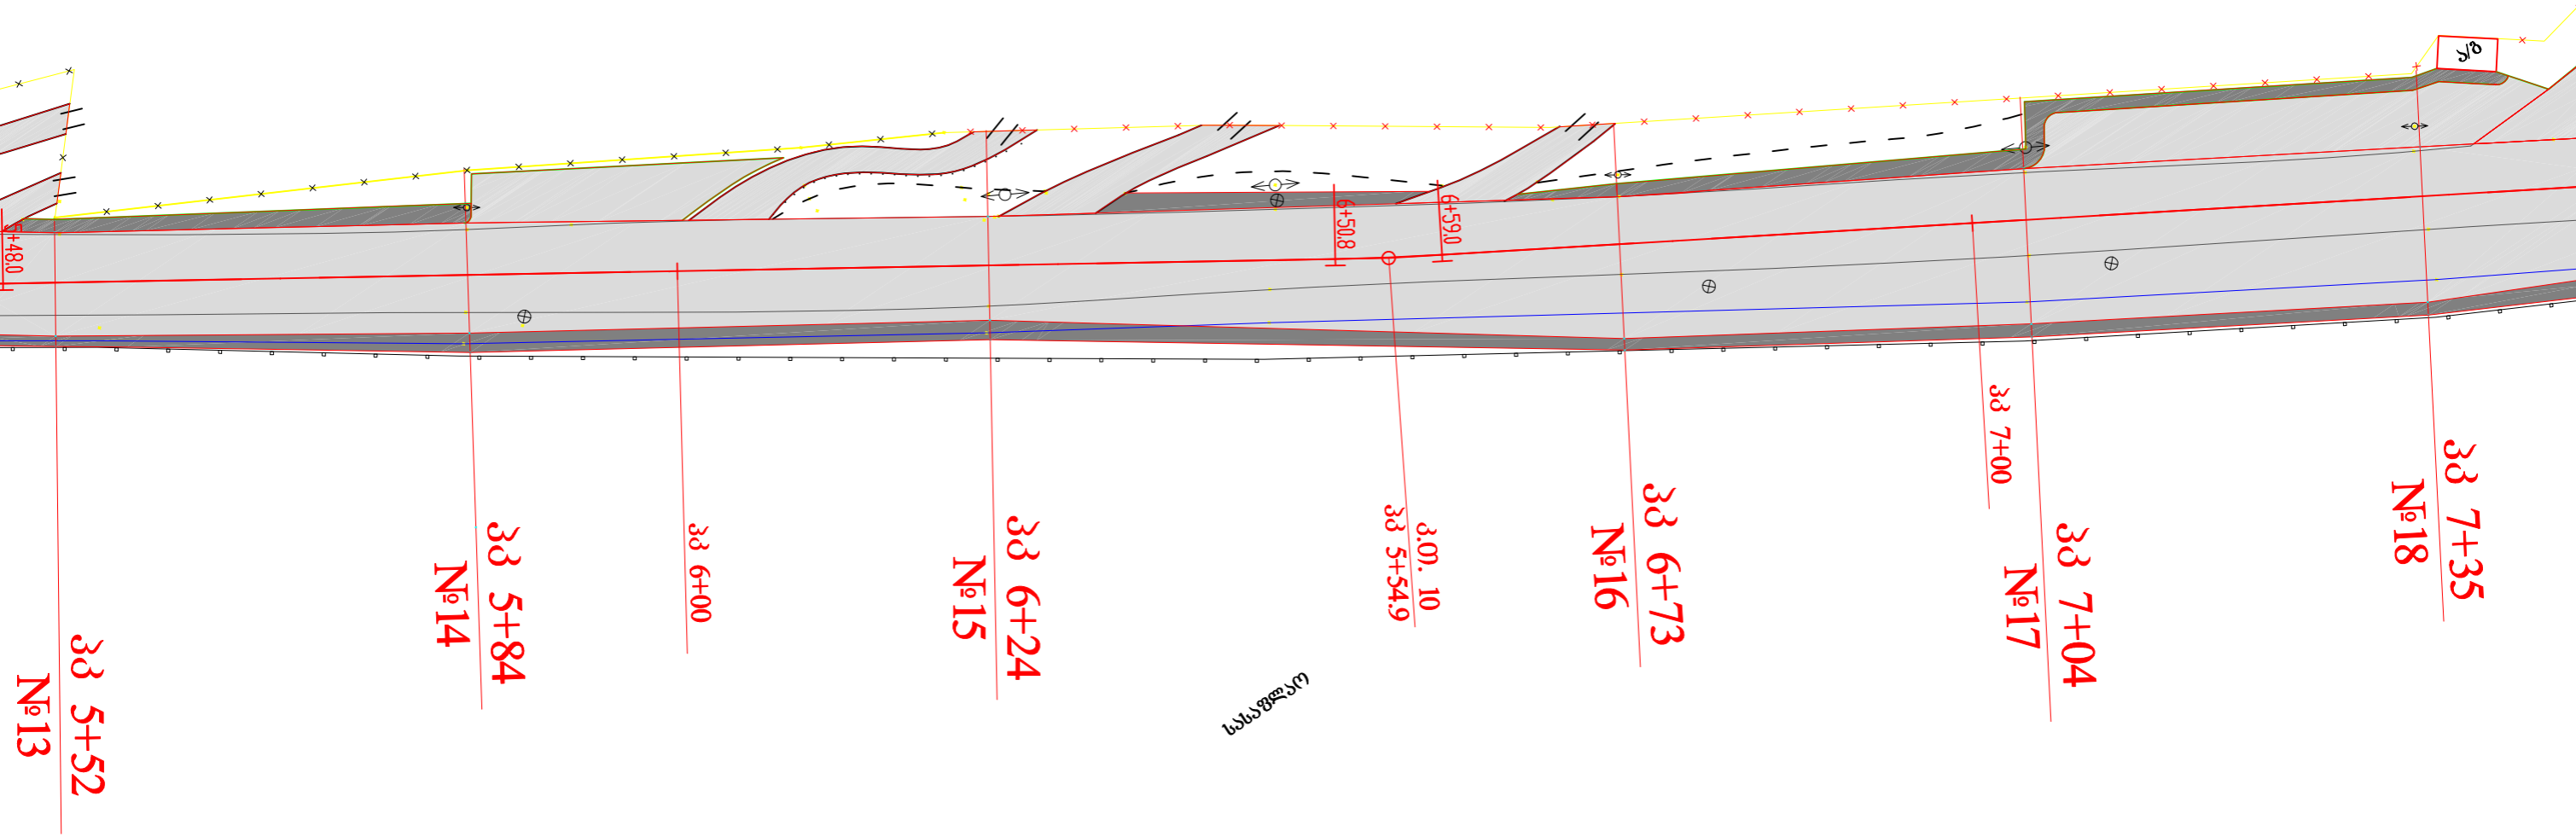 5+48.0
პკ 5+52
№13
პკ 5+84
№14
პკ 6+00
პკ 6+24
№15
6+50.8
6+59.0
კ.თ. 10
პკ 5+54.9
პკ 6+73
№16
პკ 7+00
პკ 7+04
№17
პკ 7+35
№18
ა/გ
სასაფლაო